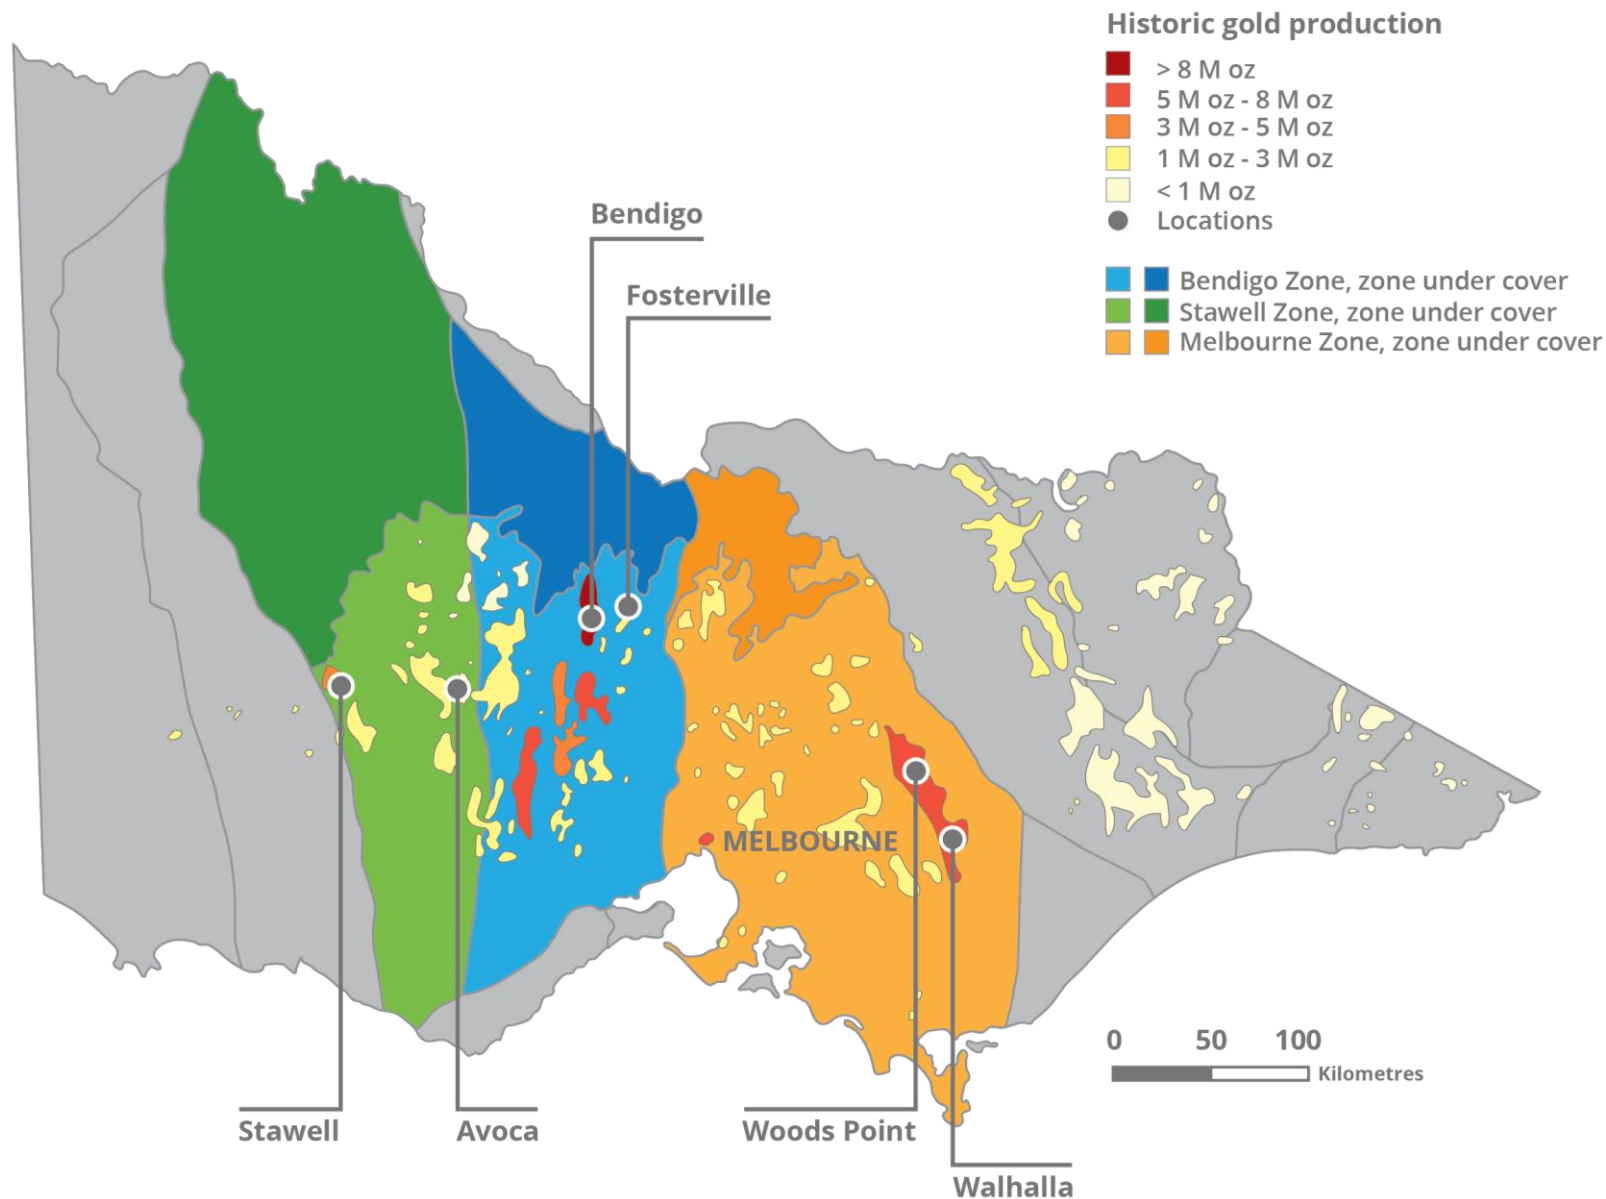 Historic gold production
> 8 M oz
5 M oz - 8 M oz
3 M oz - 5 M oz
1 M oz - 3 M oz
< 1 M oz
Locations
Bendigo Zone, zone under cover
Stawell Zone, zone under cover
Melbourne Zone, zone under cover
Bendigo
Fosterville
MELBOURNE
0 50 100
Kilometres
Stawell
Avoca
Woods Point
Walhalla